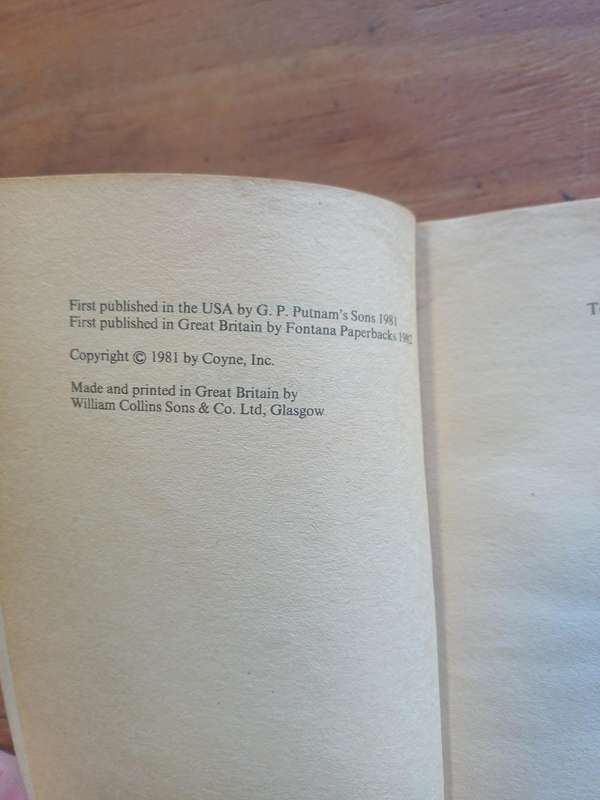 First published in the USA by G. P. Putnam's Sons 1981
First published in Great Britain by Fontana Paperbacks 1982
Copyright © 1981 by Coyne, Inc.
Made and printed in Great Britain by
William Collins Sons & Co. Ltd, Glasgow